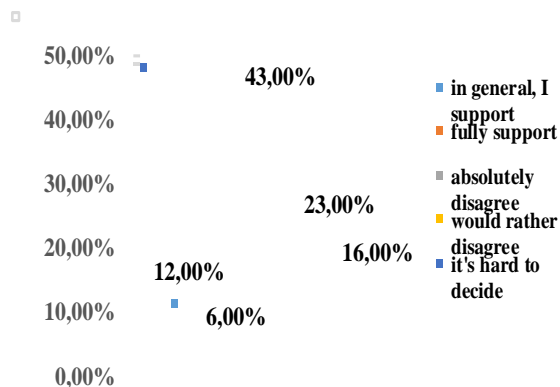 50,00%
40,00%
30,00%
20,00%
10,00%
0,00%
43,00%
23,00%
16,00%
12,00%
6,00%
in general, I
support
fully support
absolutely
disagree
would rather
disagree
it's hard to
decide